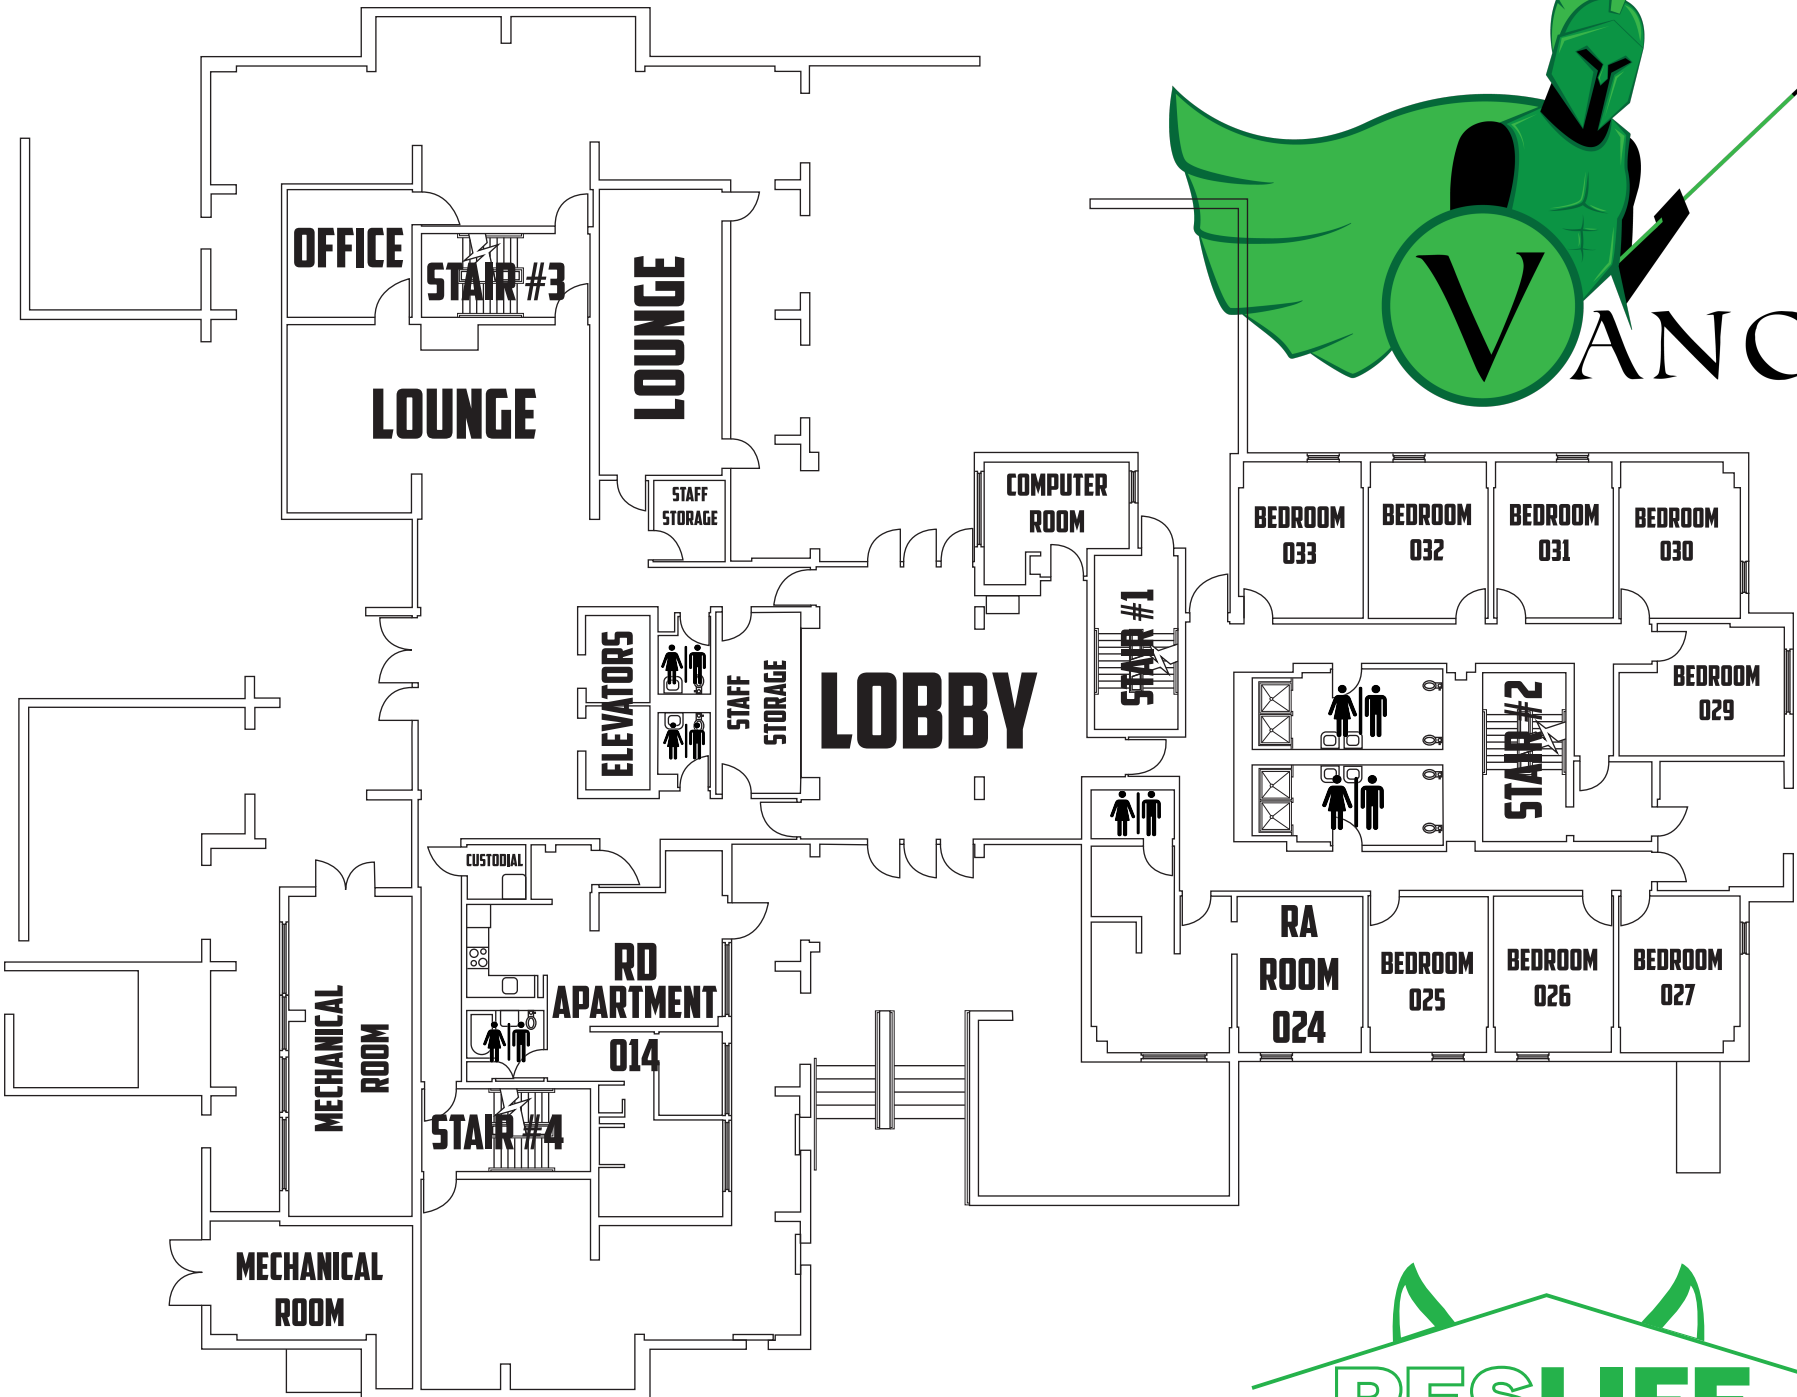 VANC
OFFICE
STAIR #3
LOUNGE
LOUNGE
STAFF
STORAGE
COMPUTER
ROOM
BEDROOM
033
BEDROOM
032
BEDROOM
031
BEDROOM
030
STAIR #1
ELEVATORS
STAFF
STORAGE
LOBBY
STAIR #2
BEDROOM
029
CUSTODIAL
RD
APARTMENT
014
RA
ROOM
024
BEDROOM
025
BEDROOM
026
BEDROOM
027
MECHANICAL
ROOM
STAIR #4
MECHANICAL
ROOM
RESLIFE